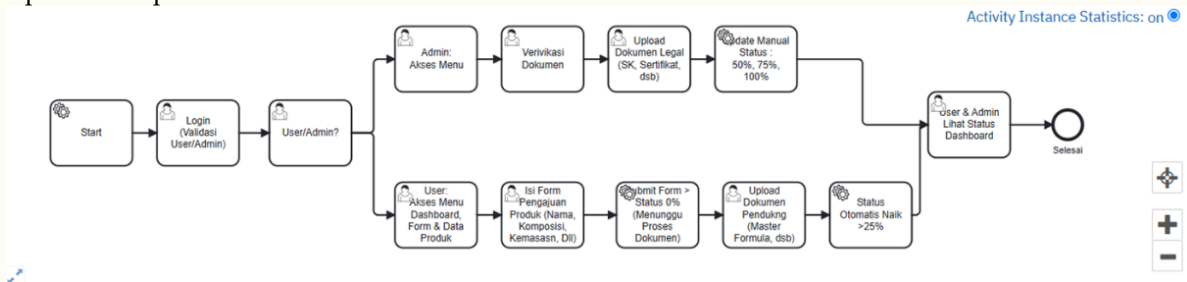 Activity Instance Statistics: on
Admin:
Akses Menu
Verivikasi
Dokumen
Upload
Dokumen Legal
(SK, Sertifikat,
dsb)
date Manual
Status :
50%, 75%,
100%
Start
Login
(Validasi
User/Admin)
User/Admin?
User & Admin
Lihat Status
Dashboard
Selesai
User:
Akses Menu
Dashboard,
Form & Data
Produk
Isi Form
Pengajuan
Produk (Nama,
Komposisi,
Kemasasn, Dll)
ubmit Form >
Status 0%
(Menunggu
Proses
Dokumen)
Upload
Dokumen
Pendukng
(Master
Formula, dsb)
Status
Otomatis Naik
>25%